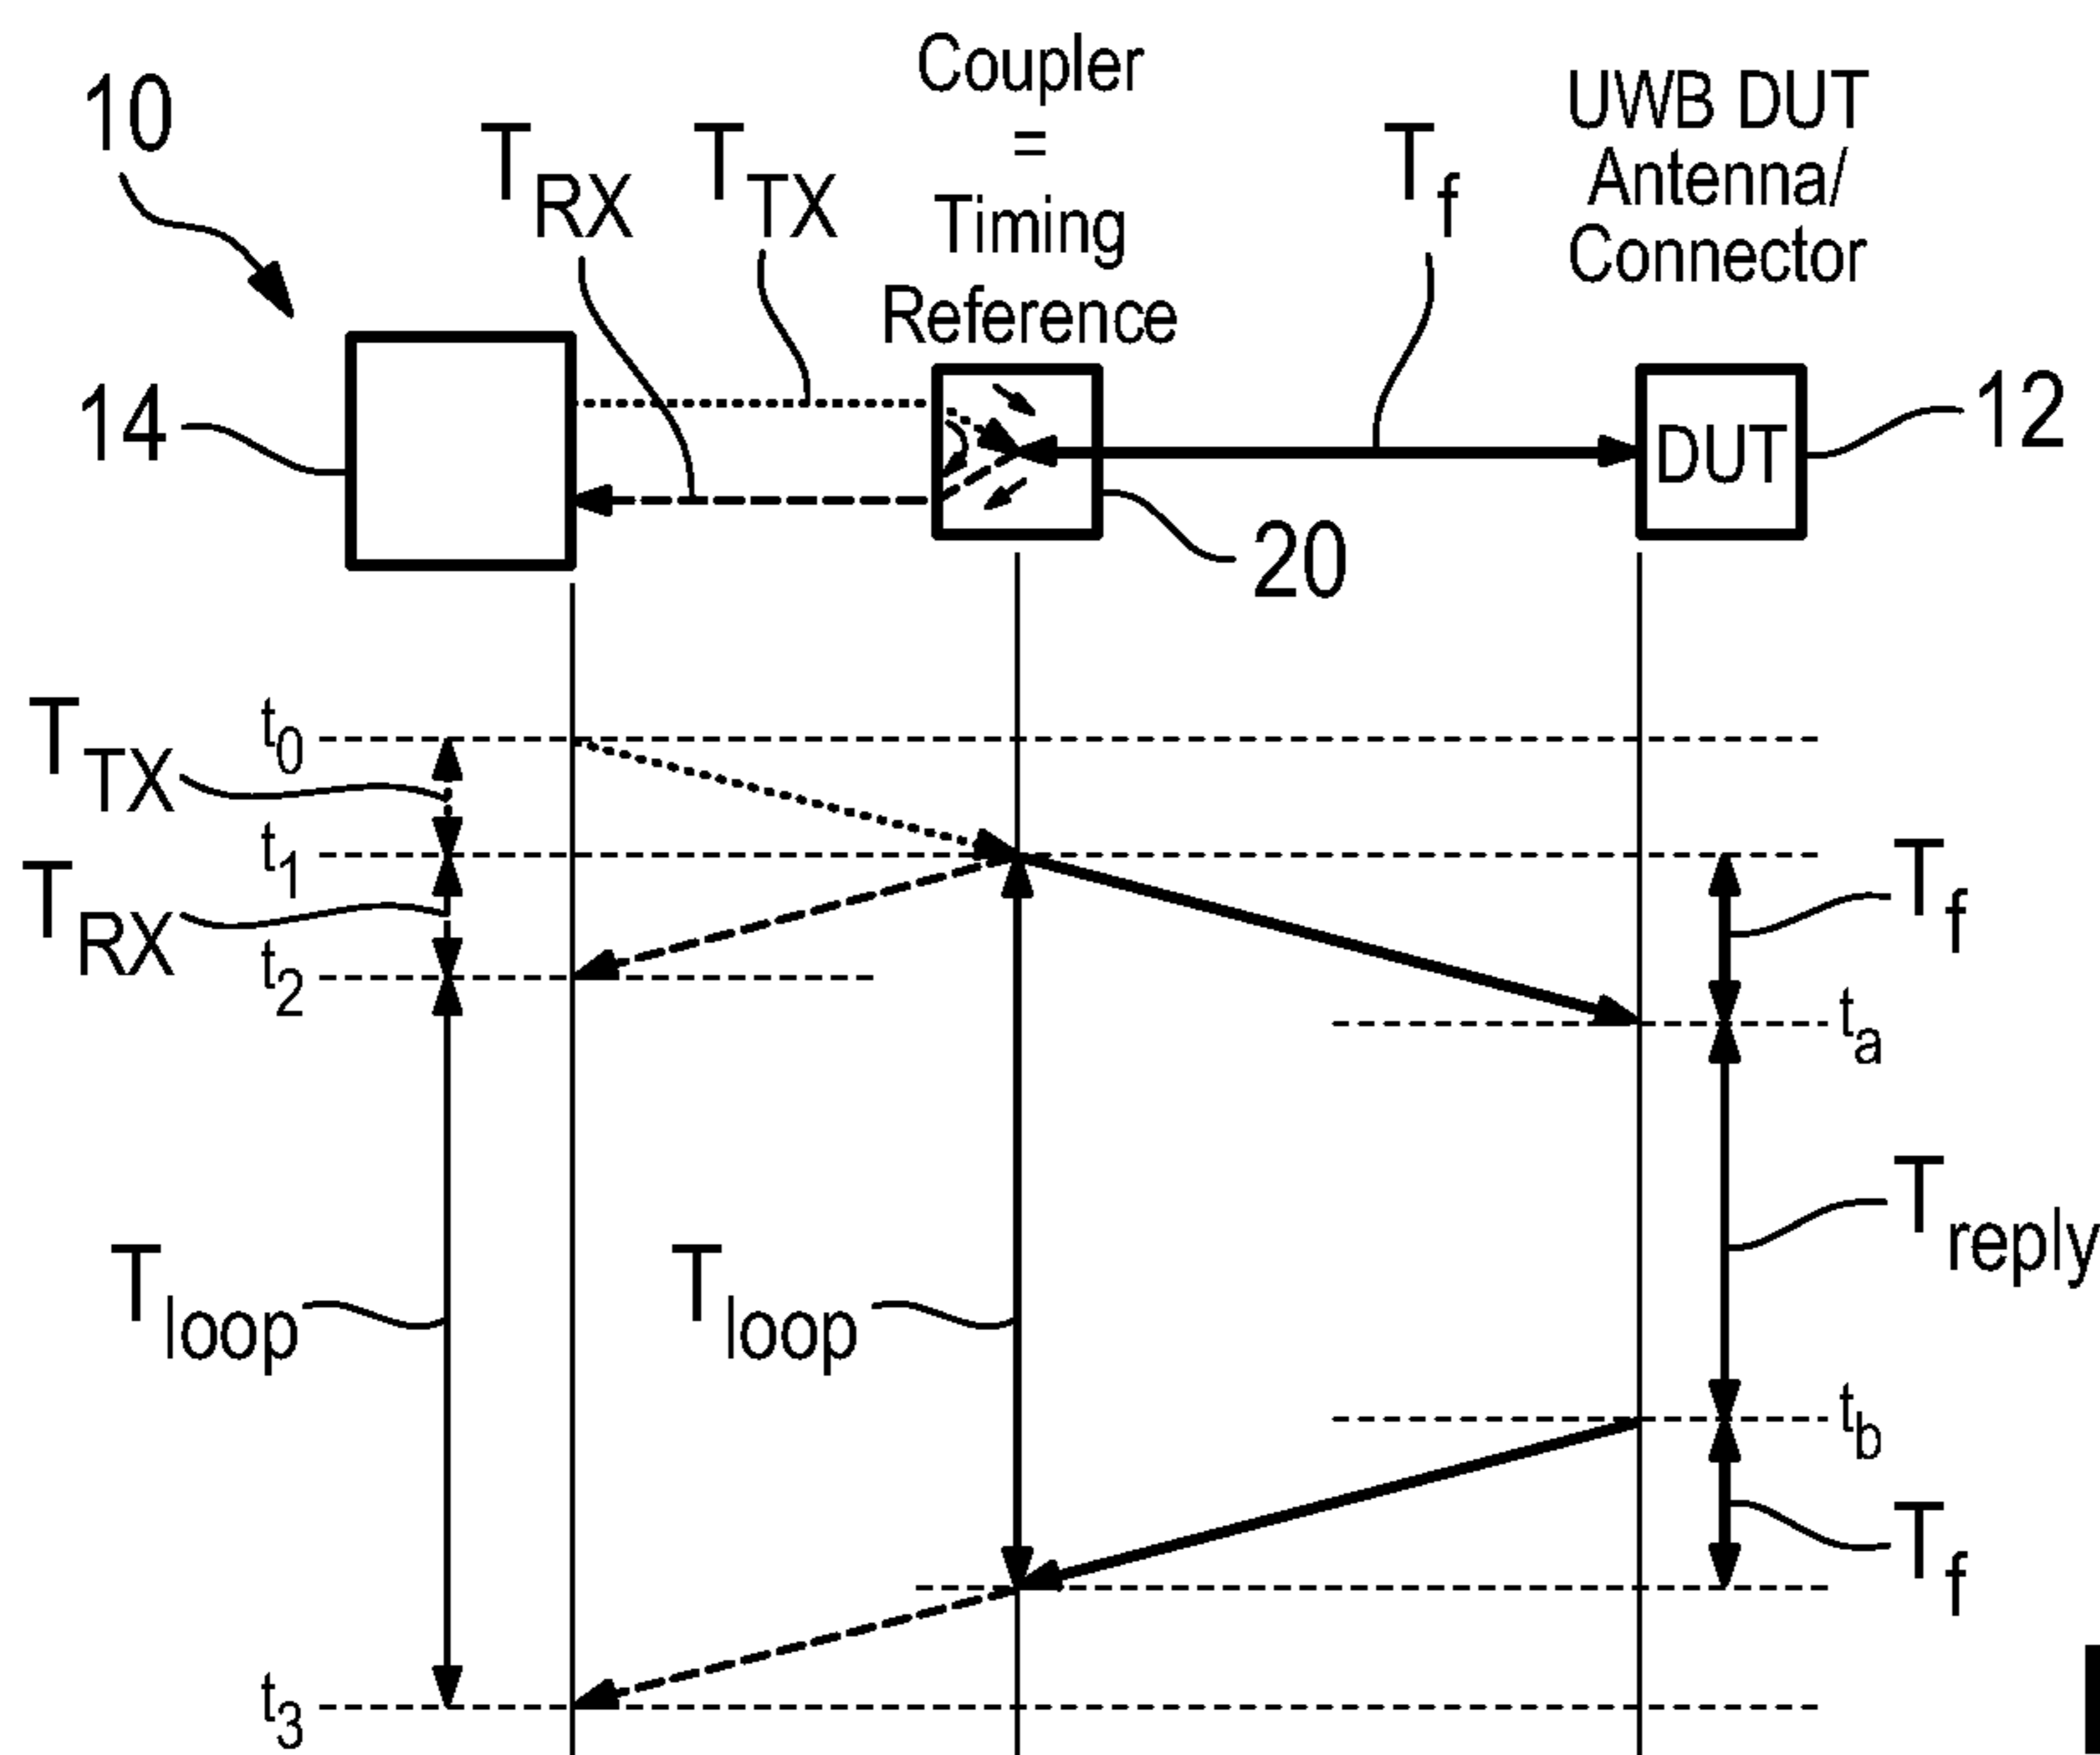 10
T_RX
T_TX
Coupler
=
Timing
Reference
T_f
UWB DUT
Antenna/
Connector
14
DUT
12
20
T_TX
t_0
t_1
T_RX
t_2
T_f
t_a
T_reply
T_loop
T_loop
t_b
T_f
t_3